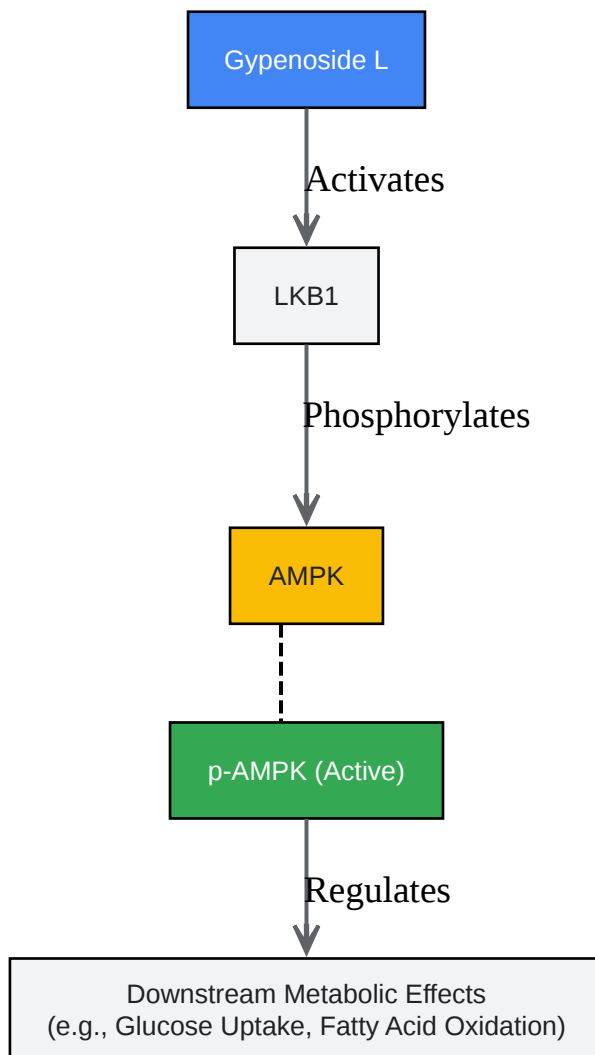 Gypenoside L
Activates
LKB1
Phosphorylates
AMPK
p-AMPK (Active)
Regulates
Downstream Metabolic Effects
(e.g., Glucose Uptake, Fatty Acid Oxidation)